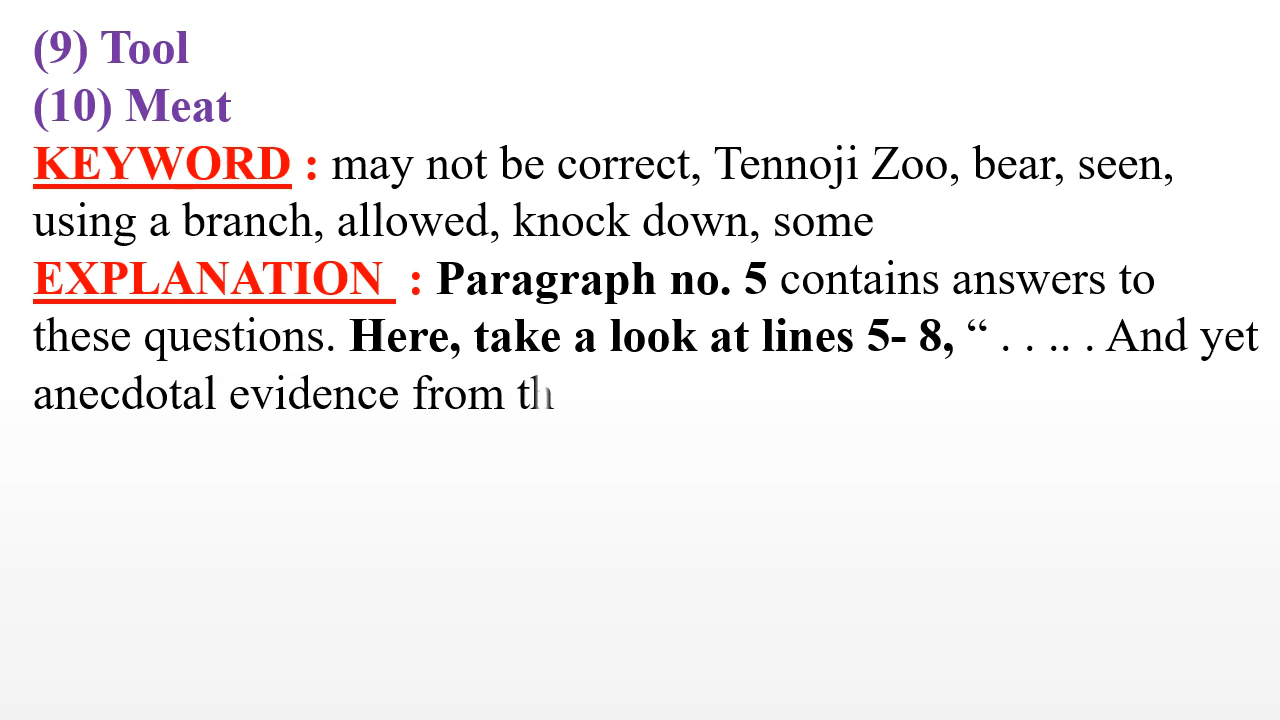 (9) Tool
(10) Meat
KEYWORD : may not be correct, Tennoji Zoo, bear, seen,
using a branch, allowed, knock down, some
EXPLANATION : Paragraph no. 5 contains answers to
these questions. Here, take a look at lines 5- 8, “ . . .. . And yet
anecdotal evidence from th